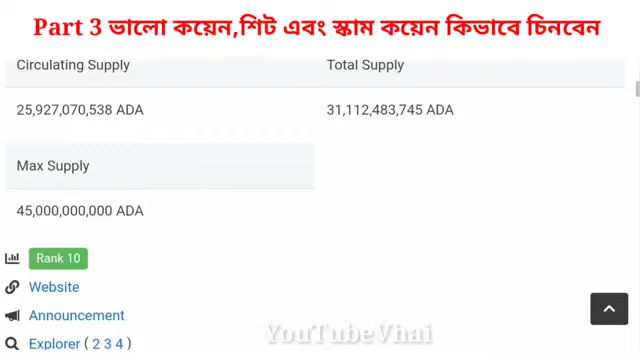 Part 3 ভালো কয়েন,শিট এবং স্কাম কয়েন কিভাবে চিনবেন
Circulating Supply
Total Supply
25,927,070,538 ADA
31,112,483,745 ADA
Max Supply
45,000,000,000 ADA
Rank 10
Website
Announcement
Explorer ( 2 3 4 )
YouTubeVhai